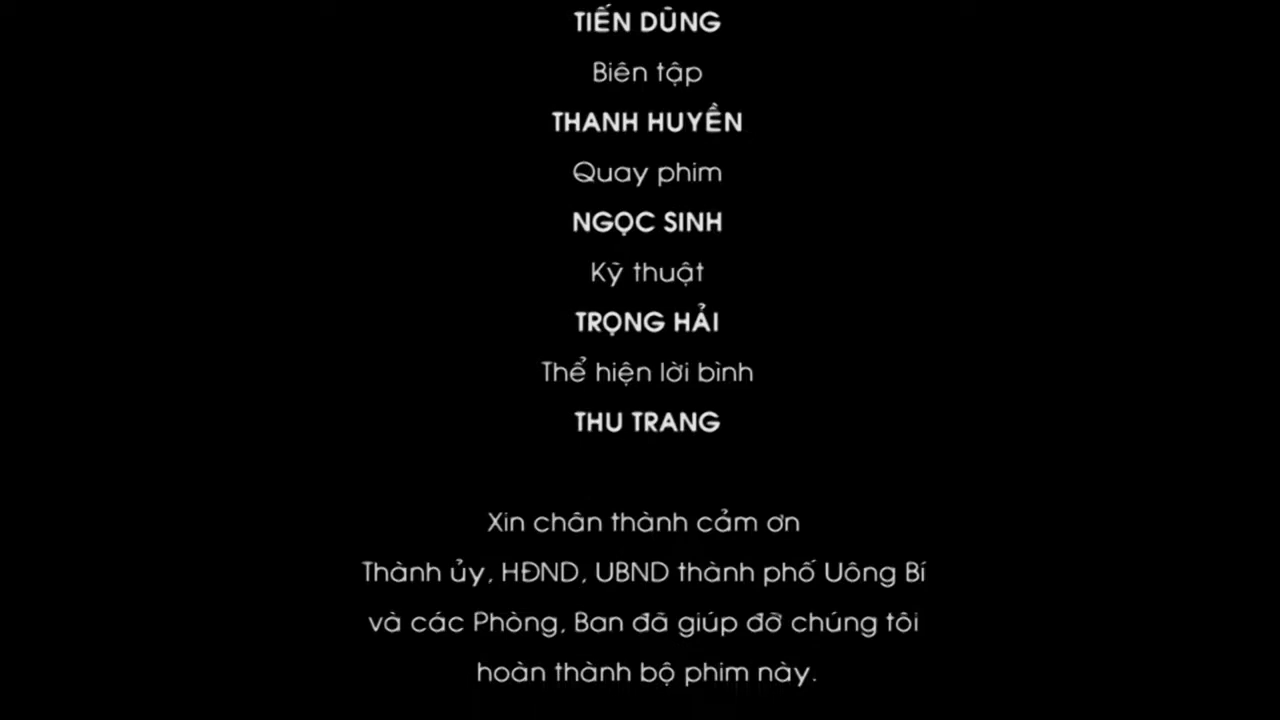 TIẾN DŨNG
Biên tập
THANH HUYỀN
Quay phim
NGỌC SINH
Kỹ thuật
TRỌNG HẢI
Thể hiện lời bình
THU TRANG
Xin chân thành cảm ơn
Thành ủy, HĐND, UBND thành phố Uông Bí
và các Phòng, Ban đã giúp đỡ chúng tôi
hoàn thành bộ phim này.